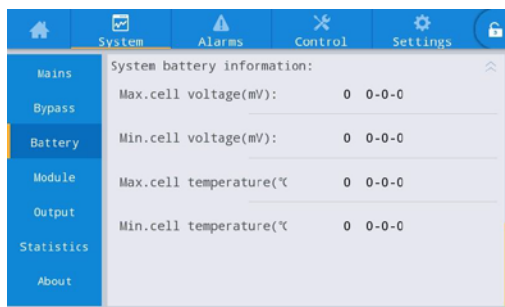 System Alarms Control Settings
Mains
Bypass
Battery
Module
Output
Statistics
About
System battery information:
Max.cell voltage(mV): 0 0-0-0
Min.cell voltage(mV): 0 0-0-0
Max.cell temperature(℃ 0 0-0-0
Min.cell temperature(℃ 0 0-0-0